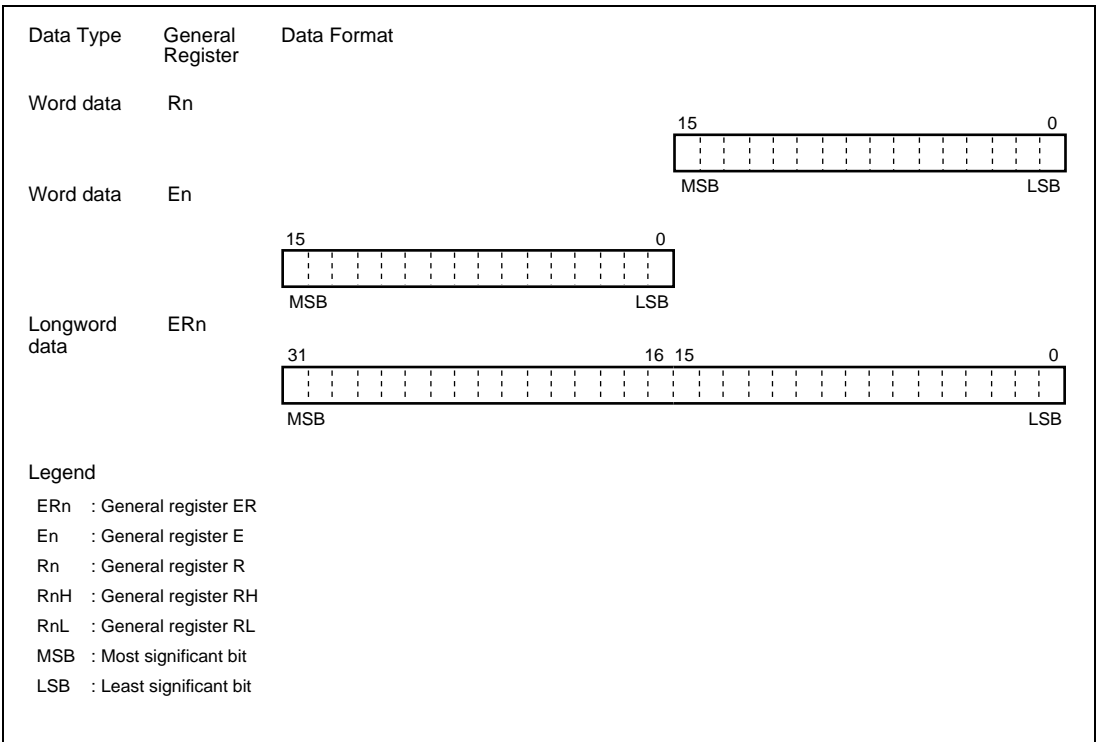 Data Type General Register Data Format
Word data Rn
15 0
MSB LSB
Word data En
15 0
MSB LSB
Longword data ERn
31 16 15 0
MSB LSB
Legend
ERn : General register ER
En : General register E
Rn : General register R
RnH : General register RH
RnL : General register RL
MSB : Most significant bit
LSB : Least significant bit